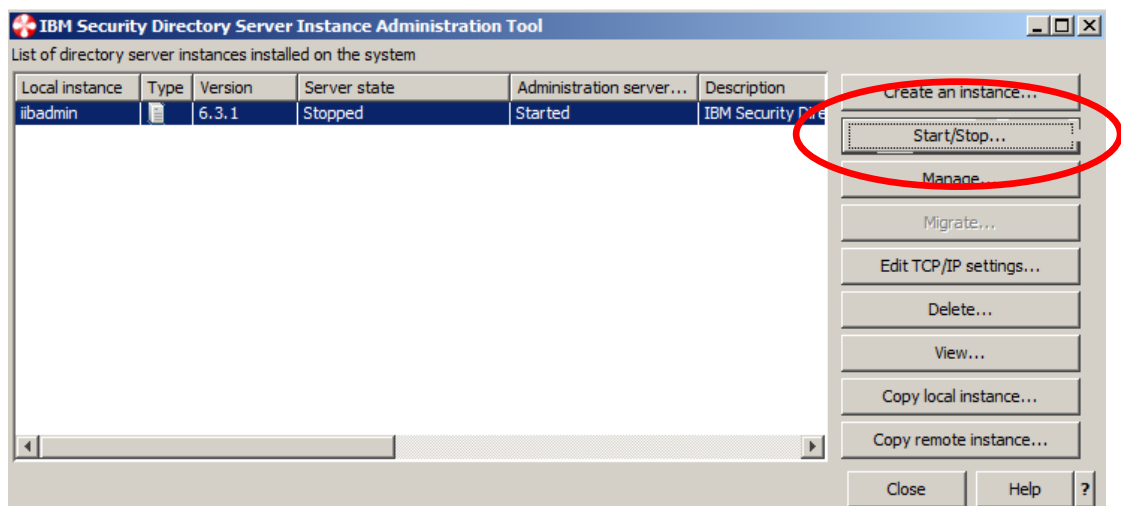 IBM Security Directory Server Instance Administration Tool
List of directory server instances installed on the system
Local instance Type Version Server state Administration server... Description
iibadmin 6.3.1 Stopped Started IBM Security Dire
Create an instance...
Start/Stop...
Manage...
Migrate...
Edit TCP/IP settings...
Delete...
View...
Copy local instance...
Copy remote instance...
Close Help ?